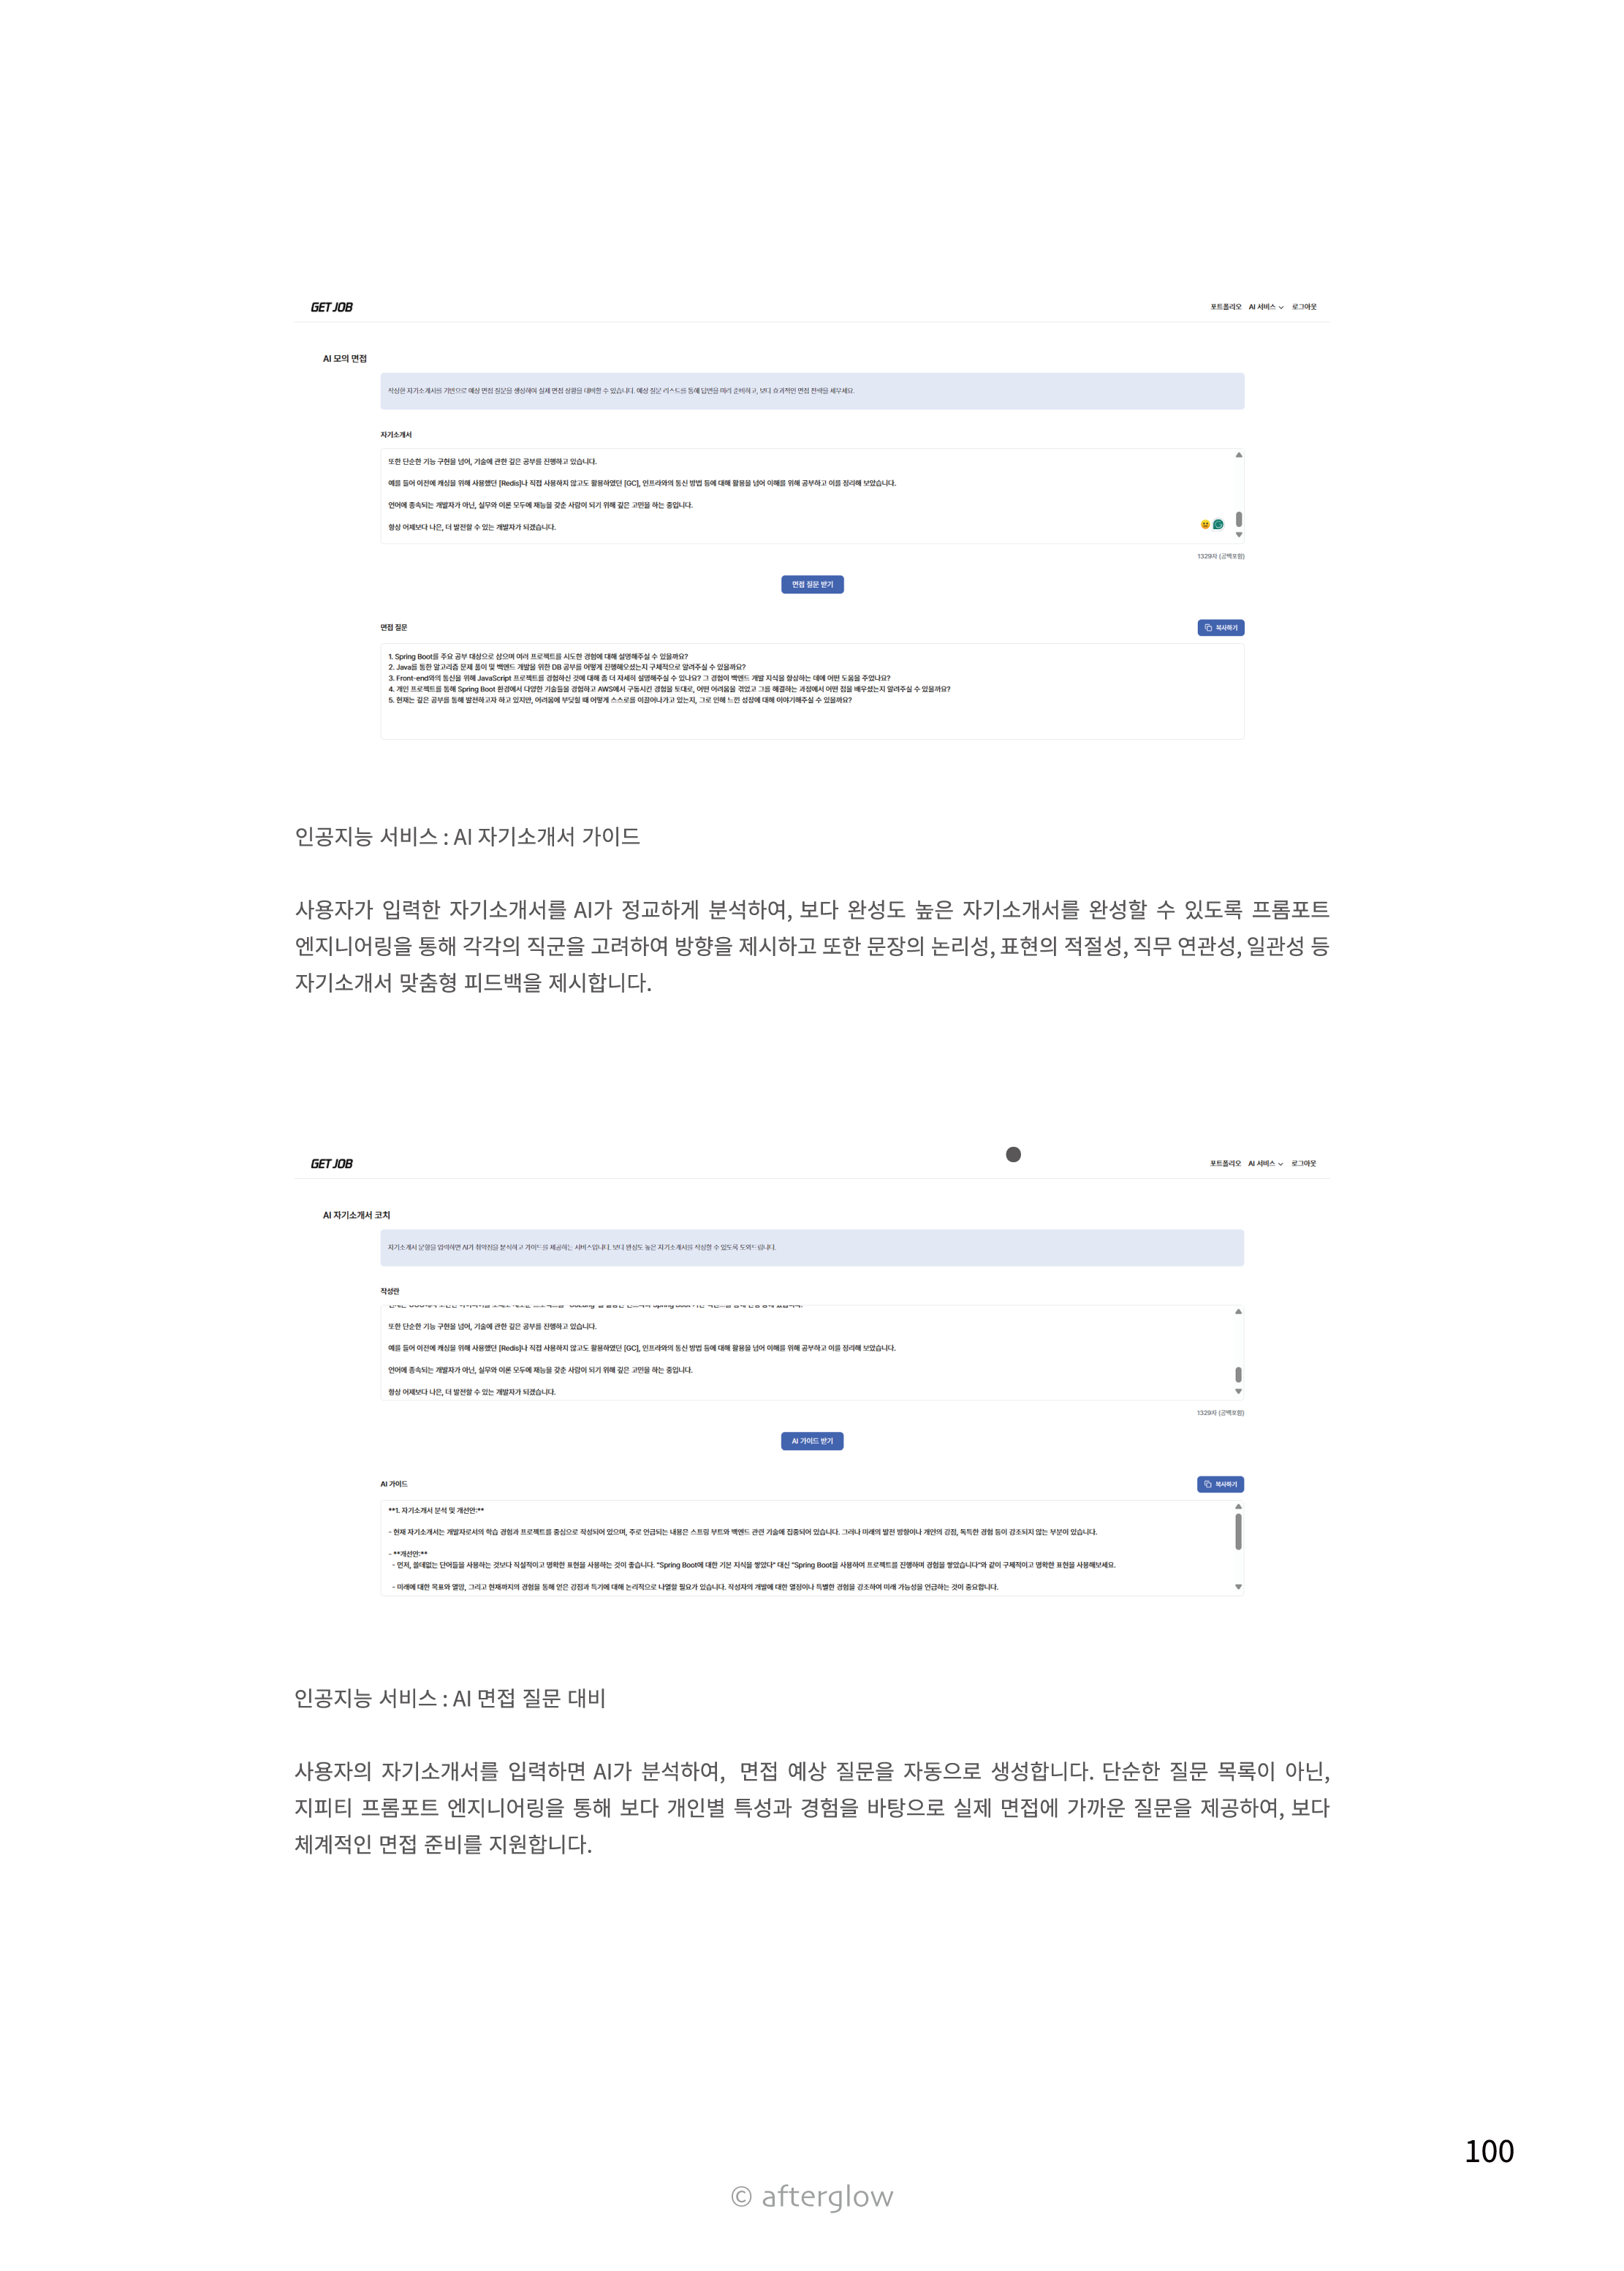 GET JOB
포트폴리오 AI 서비스 로그아웃
AI 모의 면접
작성한 자기소개서를 기반으로 예상 면접 질문을 생성하여 실제 면접 상황을 대비할 수 있습니다. 예상 질문 리스트를 통해 답변을 미리 준비하고, 보다 효과적인 면접 전략을 세우세요.
자기소개서
또한 단순한 기능 구현을 넘어, 기술에 관한 깊은 공부를 진행하고 있습니다.
예를 들어 이전에 캐싱을 위해 사용했던 [Redis]나 직접 사용하지 않고도 활용하였던 [GC], 인프라와의 통신 방법 등에 대해 활용을 넘어 이해를 위해 공부하고 이를 정리해 보았습니다.
언어에 종속되는 개발자가 아닌, 실무와 이론 모두에 재능을 갖춘 사람이 되기 위해 깊은 고민을 하는 중입니다.
항상 어제보다 나은, 더 발전할 수 있는 개발자가 되겠습니다.
1329자 (공백포함)
면접 질문 받기
면접 질문
복사하기
1. Spring Boot를 주요 공부 대상으로 삼으며 여러 프로젝트를 시도한 경험에 대해 설명해주실 수 있을까요?
2. Java를 통한 알고리즘 문제 풀이 및 백엔드 개발을 위한 DB 공부를 어떻게 진행해오셨는지 구체적으로 알려주실 수 있을까요?
3. Front-end와의 통신을 위해 JavaScript 프로젝트를 경험하신 것에 대해 좀 더 자세히 설명해주실 수 있나요? 그 경험이 백엔드 개발 지식을 향상하는 데에 어떤 도움을 주었나요?
4. 개인 프로젝트를 통해 Spring Boot 환경에서 다양한 기술들을 경험하고 AWS에서 구동시킨 경험을 토대로, 어떤 어려움을 겪었고 그를 해결하는 과정에서 어떤 점을 배우셨는지 알려주실 수 있을까요?
5. 현재는 깊은 공부를 통해 발전하고자 하고 있지만, 어려움에 부딪힐 때 어떻게 스스로를 이끌어나가고 있는지, 그로 인해 느낀 성장에 대해 이야기해주실 수 있을까요?
인공지능 서비스 : AI 자기소개서 가이드
사용자가 입력한 자기소개서를 AI가 정교하게 분석하여, 보다 완성도 높은 자기소개서를 완성할 수 있도록 프롬포트
엔지니어링을 통해 각각의 직군을 고려하여 방향을 제시하고 또한 문장의 논리성, 표현의 적절성, 직무 연관성, 일관성 등
자기소개서 맞춤형 피드백을 제시합니다.
GET JOB
포트폴리오 AI 서비스 로그아웃
AI 자기소개서 코치
자기소개서 문항을 입력하면 AI가 취약점을 분석하고 가이드를 제공하는 서비스입니다. 보다 완성도 높은 자기소개서를 작성할 수 있도록 도와드립니다.
작성란
또한 단순한 기능 구현을 넘어, 기술에 관한 깊은 공부를 진행하고 있습니다.
예를 들어 이전에 캐싱을 위해 사용했던 [Redis]나 직접 사용하지 않고도 활용하였던 [GC], 인프라와의 통신 방법 등에 대해 활용을 넘어 이해를 위해 공부하고 이를 정리해 보았습니다.
언어에 종속되는 개발자가 아닌, 실무와 이론 모두에 재능을 갖춘 사람이 되기 위해 깊은 고민을 하는 중입니다.
항상 어제보다 나은, 더 발전할 수 있는 개발자가 되겠습니다.
1329자 (공백포함)
AI 가이드 받기
AI 가이드
복사하기
**1. 자기소개서 분석 및 개선안:**
- 현재 자기소개서는 개발자로서의 학습 경험과 프로젝트를 중심으로 작성되어 있으며, 주로 언급되는 내용은 스프링 부트와 백엔드 관련 기술에 집중되어 있습니다. 그러나 미래의 발전 방향이나 개인의 강점, 독특한 경험 등이 강조되지 않는 부분이 있습니다.
- **개선안:**
- 먼저, 쓸데없는 단어들을 사용하는 것보다 직설적이고 명확한 표현을 사용하는 것이 좋습니다. "Spring Boot에 대한 기본 지식을 쌓았다" 대신 "Spring Boot을 사용하여 프로젝트를 진행하며 경험을 쌓았습니다"와 같이 구체적이고 명확한 표현을 사용해보세요.
- 미래에 대한 목표와 열망, 그리고 현재까지의 경험을 통해 얻은 강점과 특기에 대해 논리적으로 나열할 필요가 있습니다. 작성자의 개발에 대한 열정이나 특별한 경험을 강조하여 미래 가능성을 언급하는 것이 중요합니다.
인공지능 서비스 : AI 면접 질문 대비
사용자의 자기소개서를 입력하면 AI가 분석하여, 면접 예상 질문을 자동으로 생성합니다. 단순한 질문 목록이 아닌,
지피티 프롬포트 엔지니어링을 통해 보다 개인별 특성과 경험을 바탕으로 실제 면접에 가까운 질문을 제공하여, 보다
체계적인 면접 준비를 지원합니다.
100
© afterglow